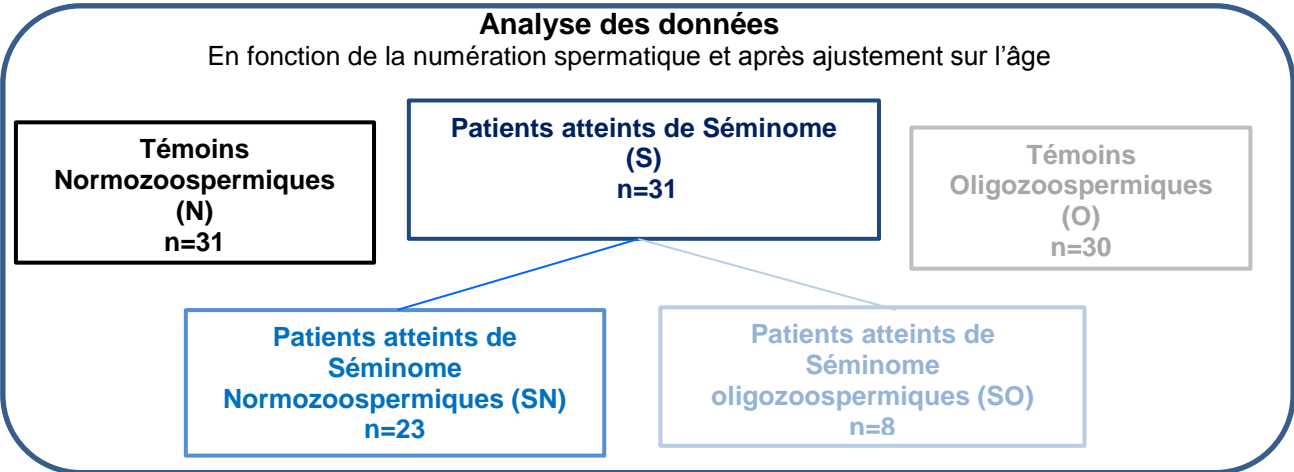 Analyse des données
En fonction de la numération spermatique et après ajustement sur l'âge
Témoins
Normozoospermiques
(N)
n=31
Patients atteints de Séminome
(S)
n=31
Témoins
Oligozoospermiques
(O)
n=30
Patients atteints de
Séminome
Normozoospermiques (SN)
n=23
Patients atteints de
Séminome
oligozoospermiques (SO)
n=8